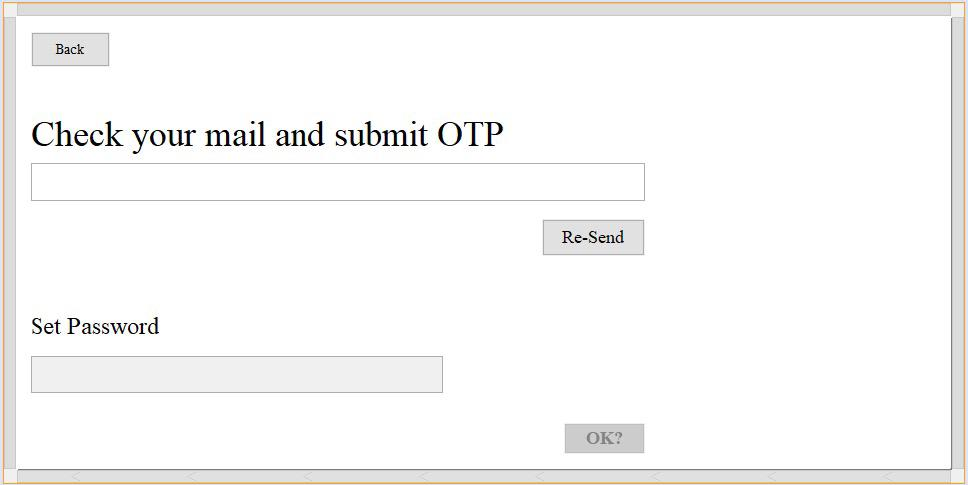 Back
Check your mail and submit OTP
Re-Send
Set Password
OK?